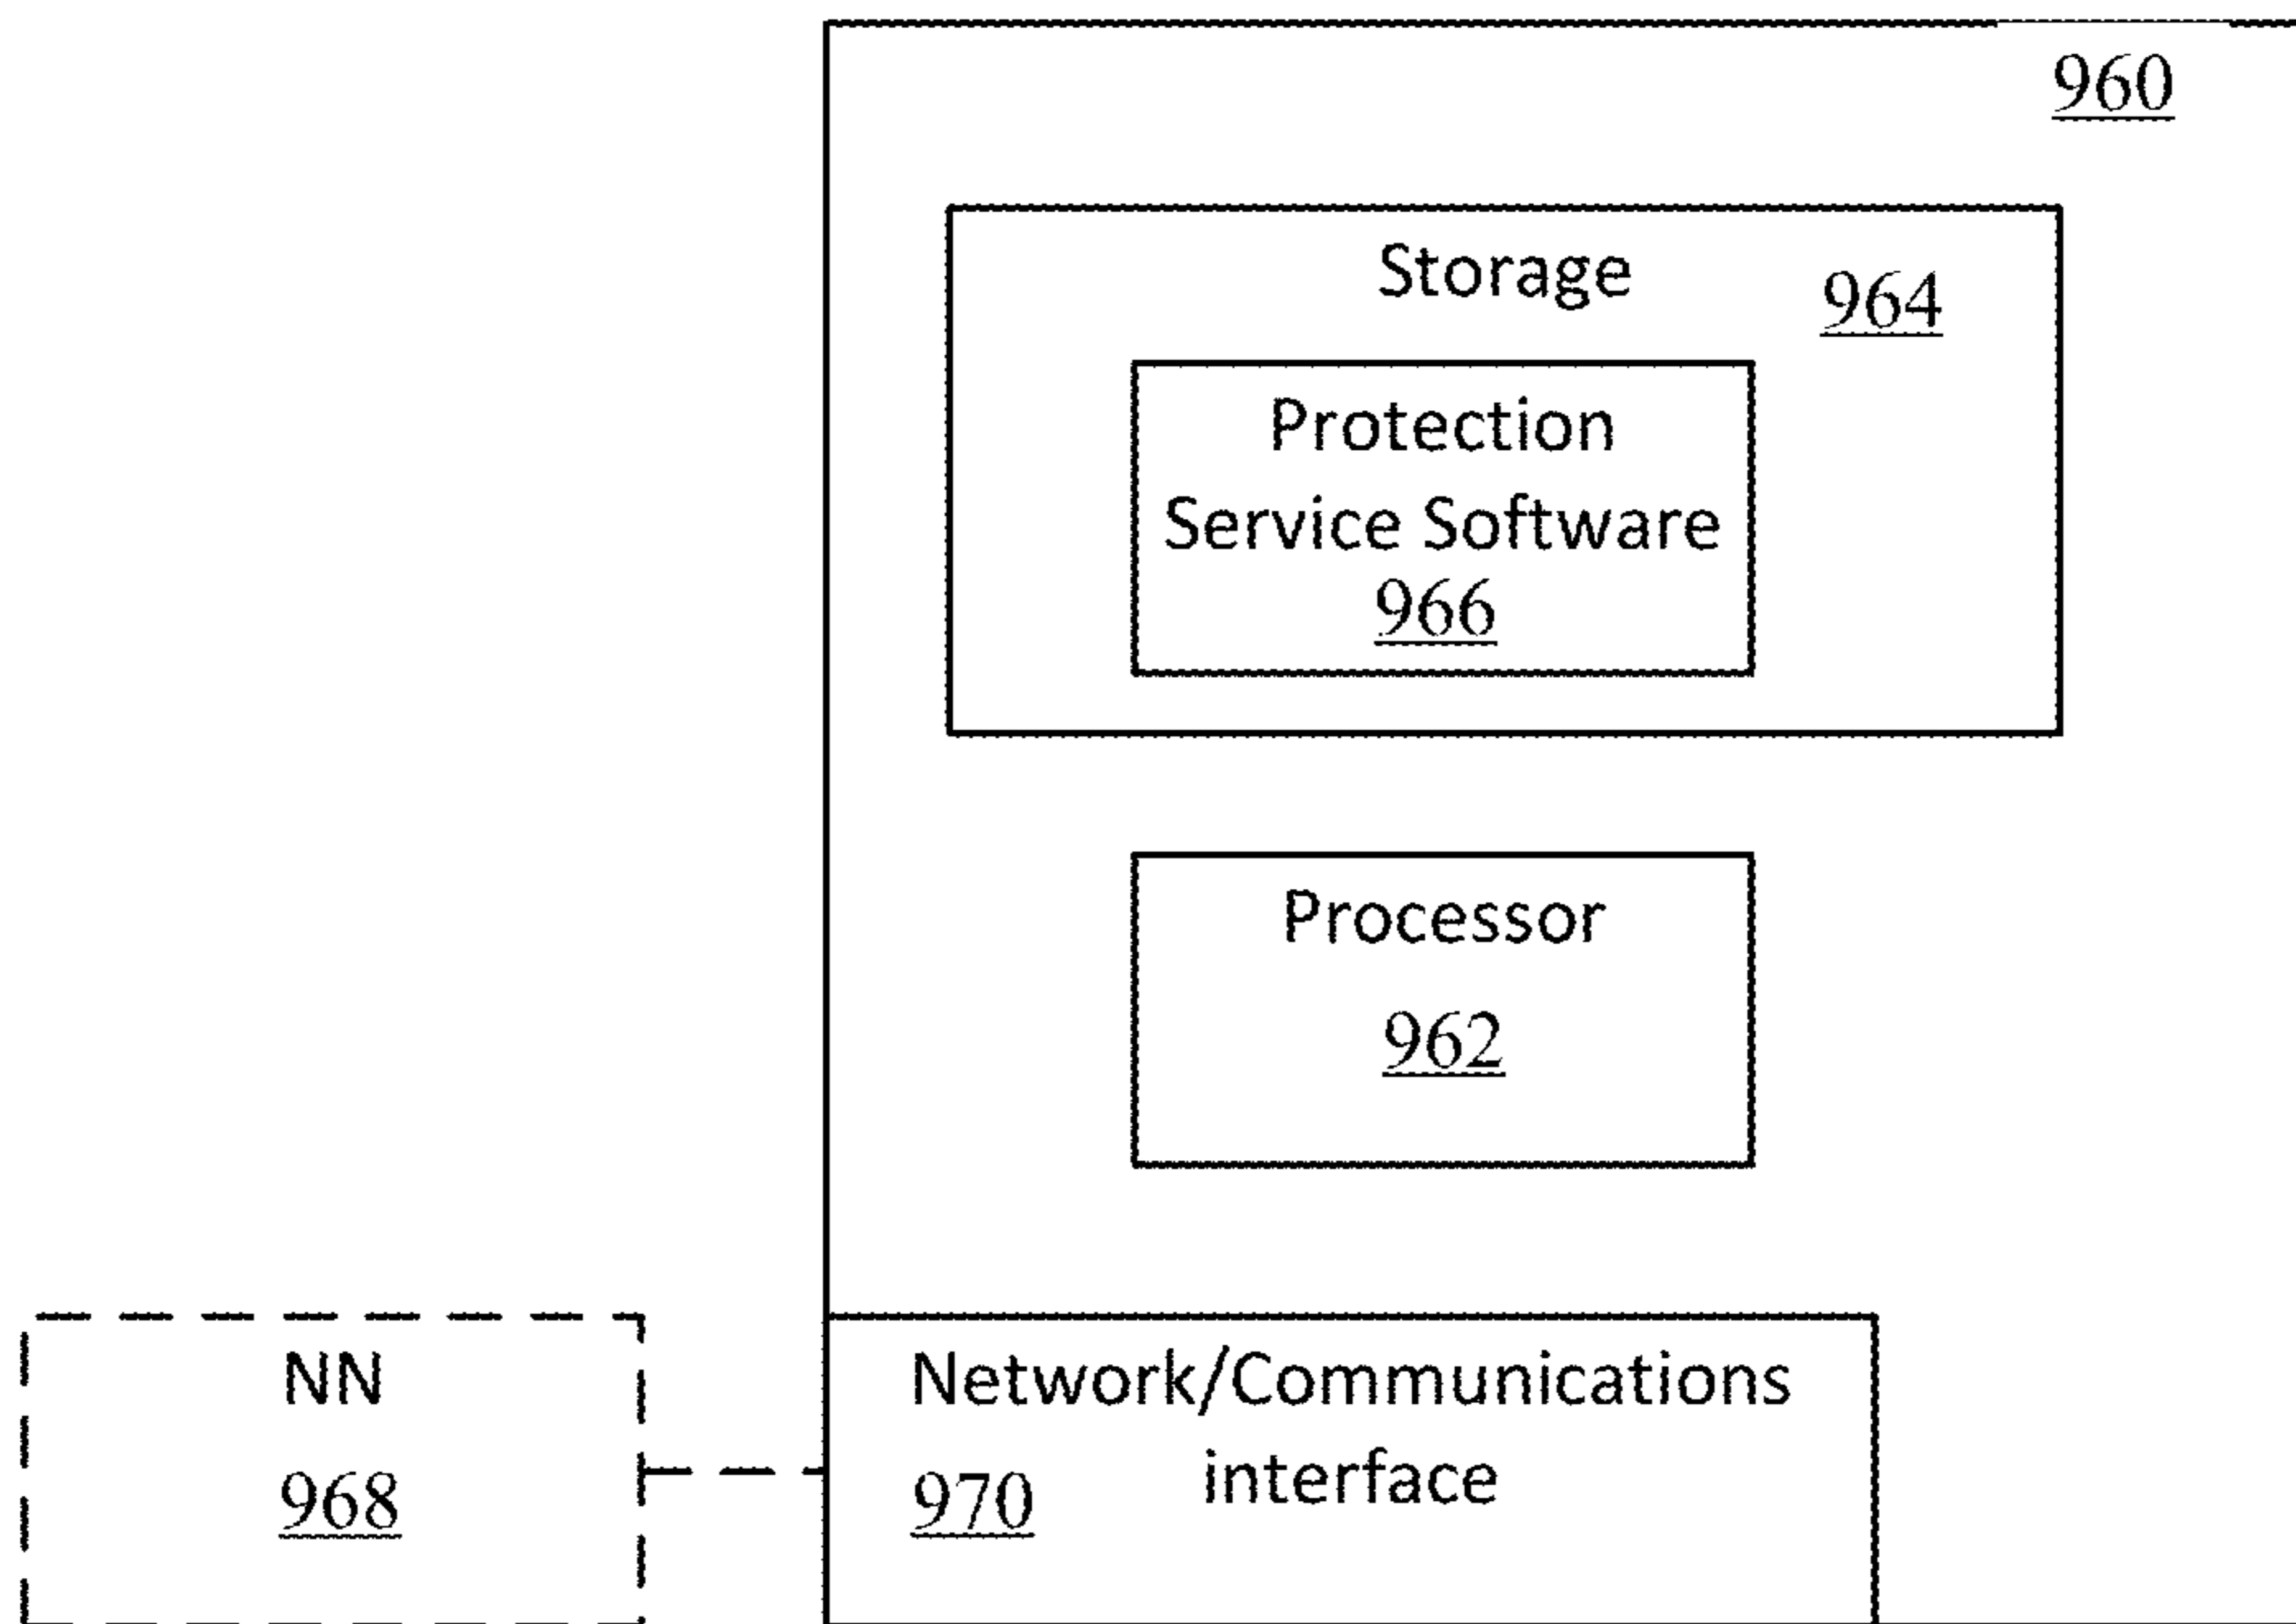 960
Storage
964
Protection
Service Software
966
Processor
962
NN
968
Network/Communications
interface
970